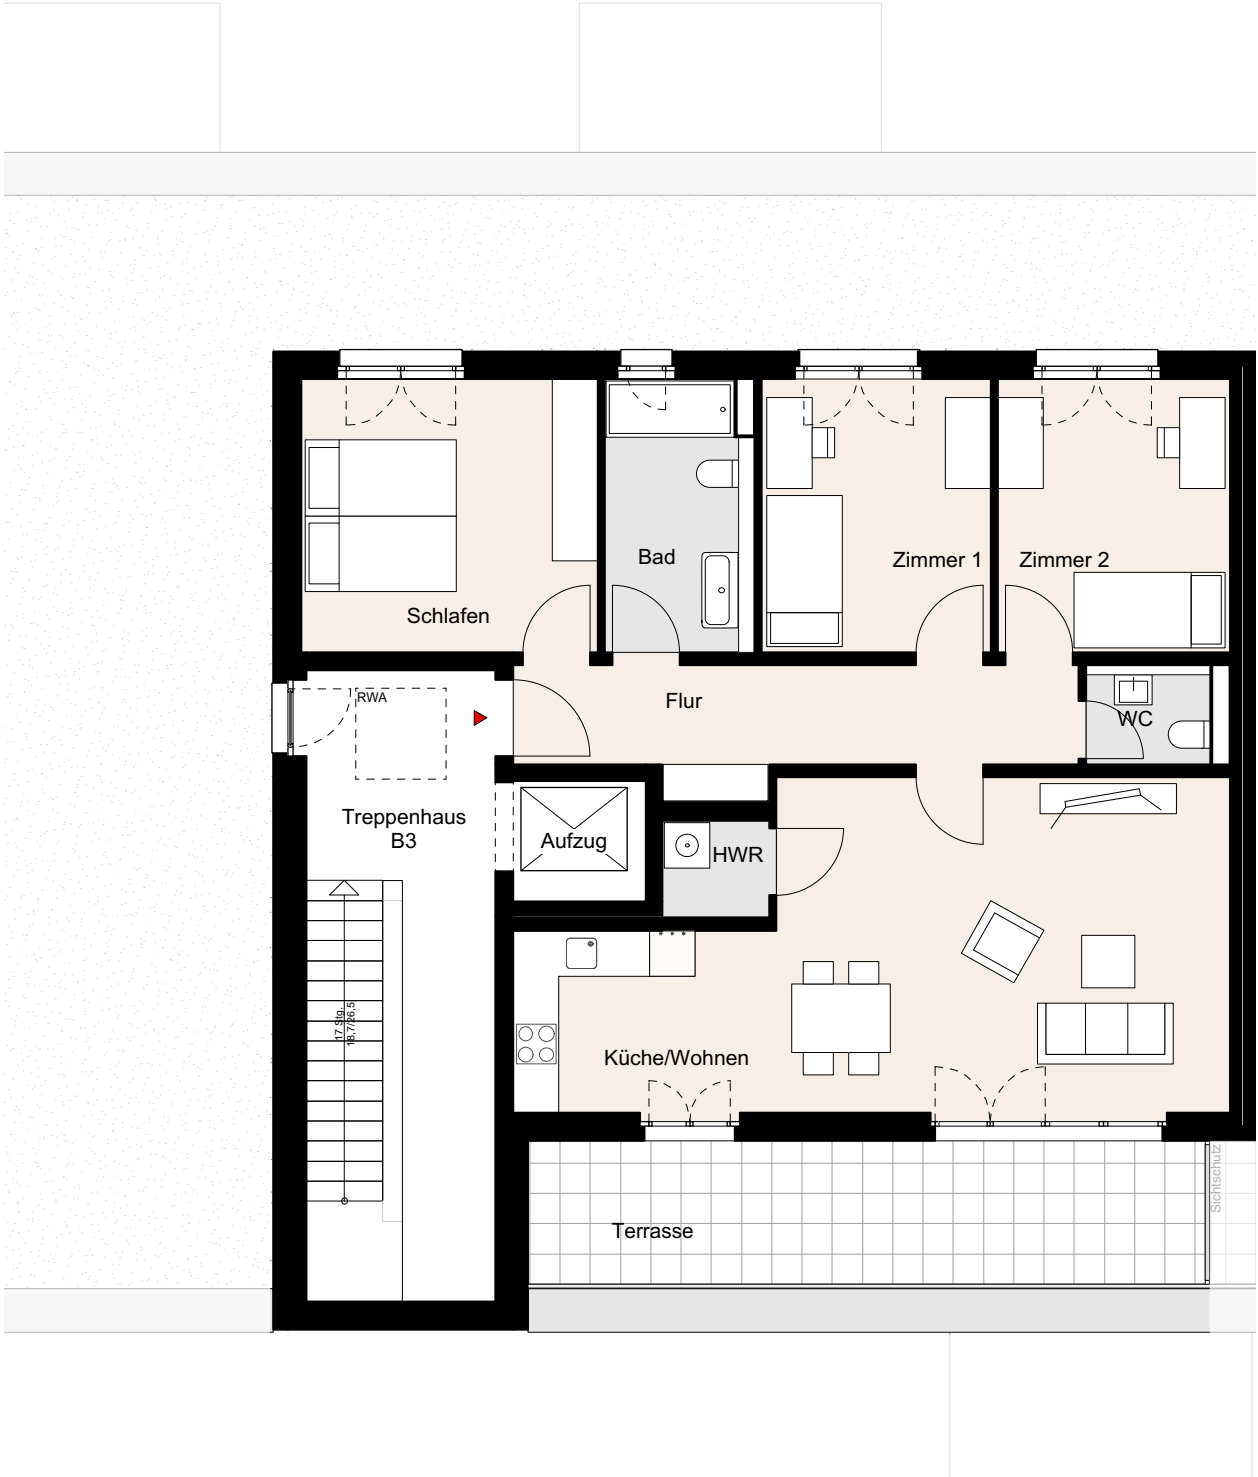 Bad
Zimmer 1
Zimmer 2
Schlafen
RWA
Flur
WC
Treppenhaus
B3
Aufzug
HWR
17 Stg.
18,7/26,5
Küche/Wohnen
Sichtschutz
Terrasse